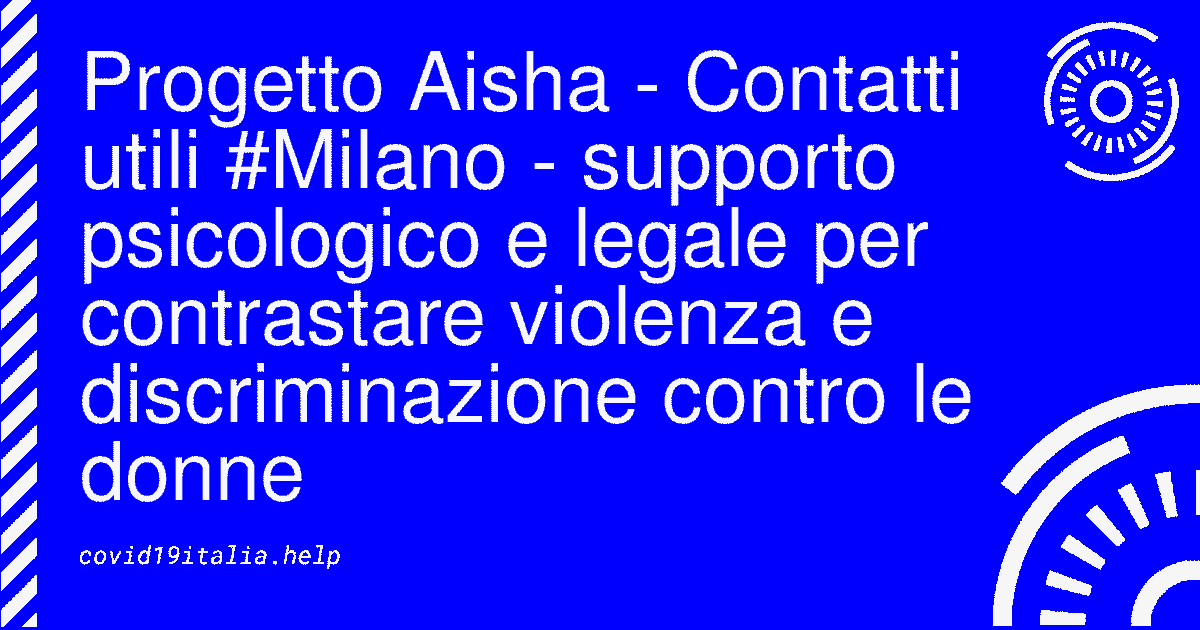 Progetto Aisha - Contatti
utili #Milano - supporto
psicologico e legale per
contrastare violenza e
discriminazione contro le
donne
covid19italia.help